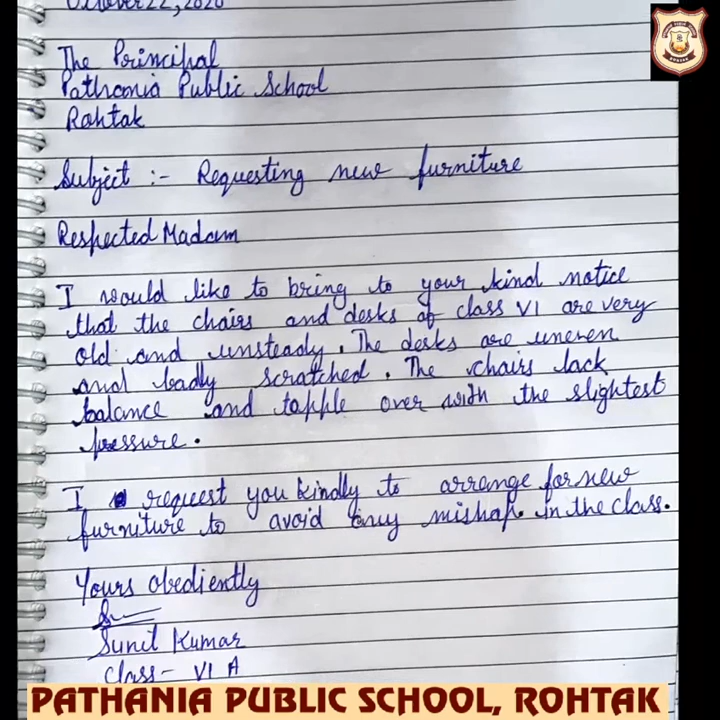 October 22, 2020
The Principal
Pathania Public School
Rohtak
Subject :- Requesting new furniture
Respected Madam
I would like to bring to your kind notice
that the chairs and desks of class VI are very
old and unsteady. The desks are uneven
and badly scratched. The chairs lack
balance and topple over with the slightest
pressure.
I request you kindly to arrange for new
furniture to avoid any mishap in the class.
Yours obediently
Sunil Kumar
Class - VI A
PATHANIA PUBLIC SCHOOL, ROHTAK